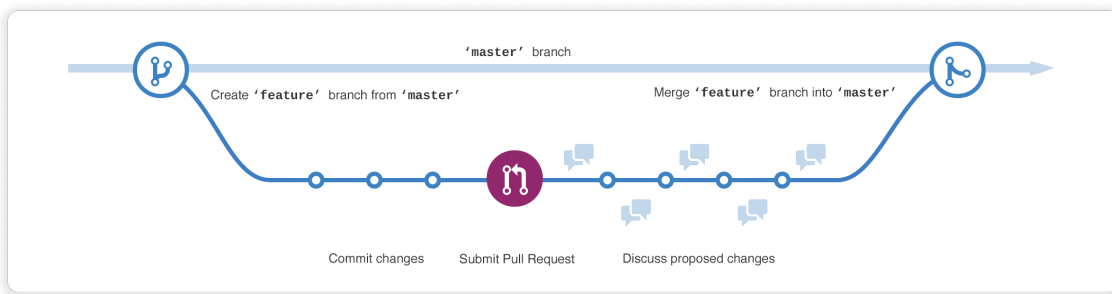 ‘master’ branch
Create ‘feature’ branch from ‘master’
Merge ‘feature’ branch into ‘master’
Commit changes
Submit Pull Request
Discuss proposed changes